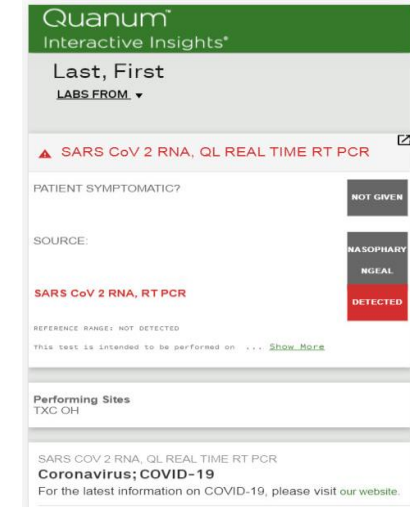 Quanum™
Interactive Insights®
Last, First
LABS FROM ▼
SARS CoV 2 RNA, QL REAL TIME RT PCR
PATIENT SYMPTOMATIC?
NOT GIVEN
SOURCE:
NASOPHARY
NGEAL
SARS CoV 2 RNA, RT PCR
DETECTED
REFERENCE RANGE: NOT DETECTED
This test is intended to be performed on ... Show More
Performing Sites
TXC OH
SARS COV 2 RNA, QL REAL TIME RT PCR
Coronavirus; COVID-19
For the latest information on COVID-19, please visit our website.